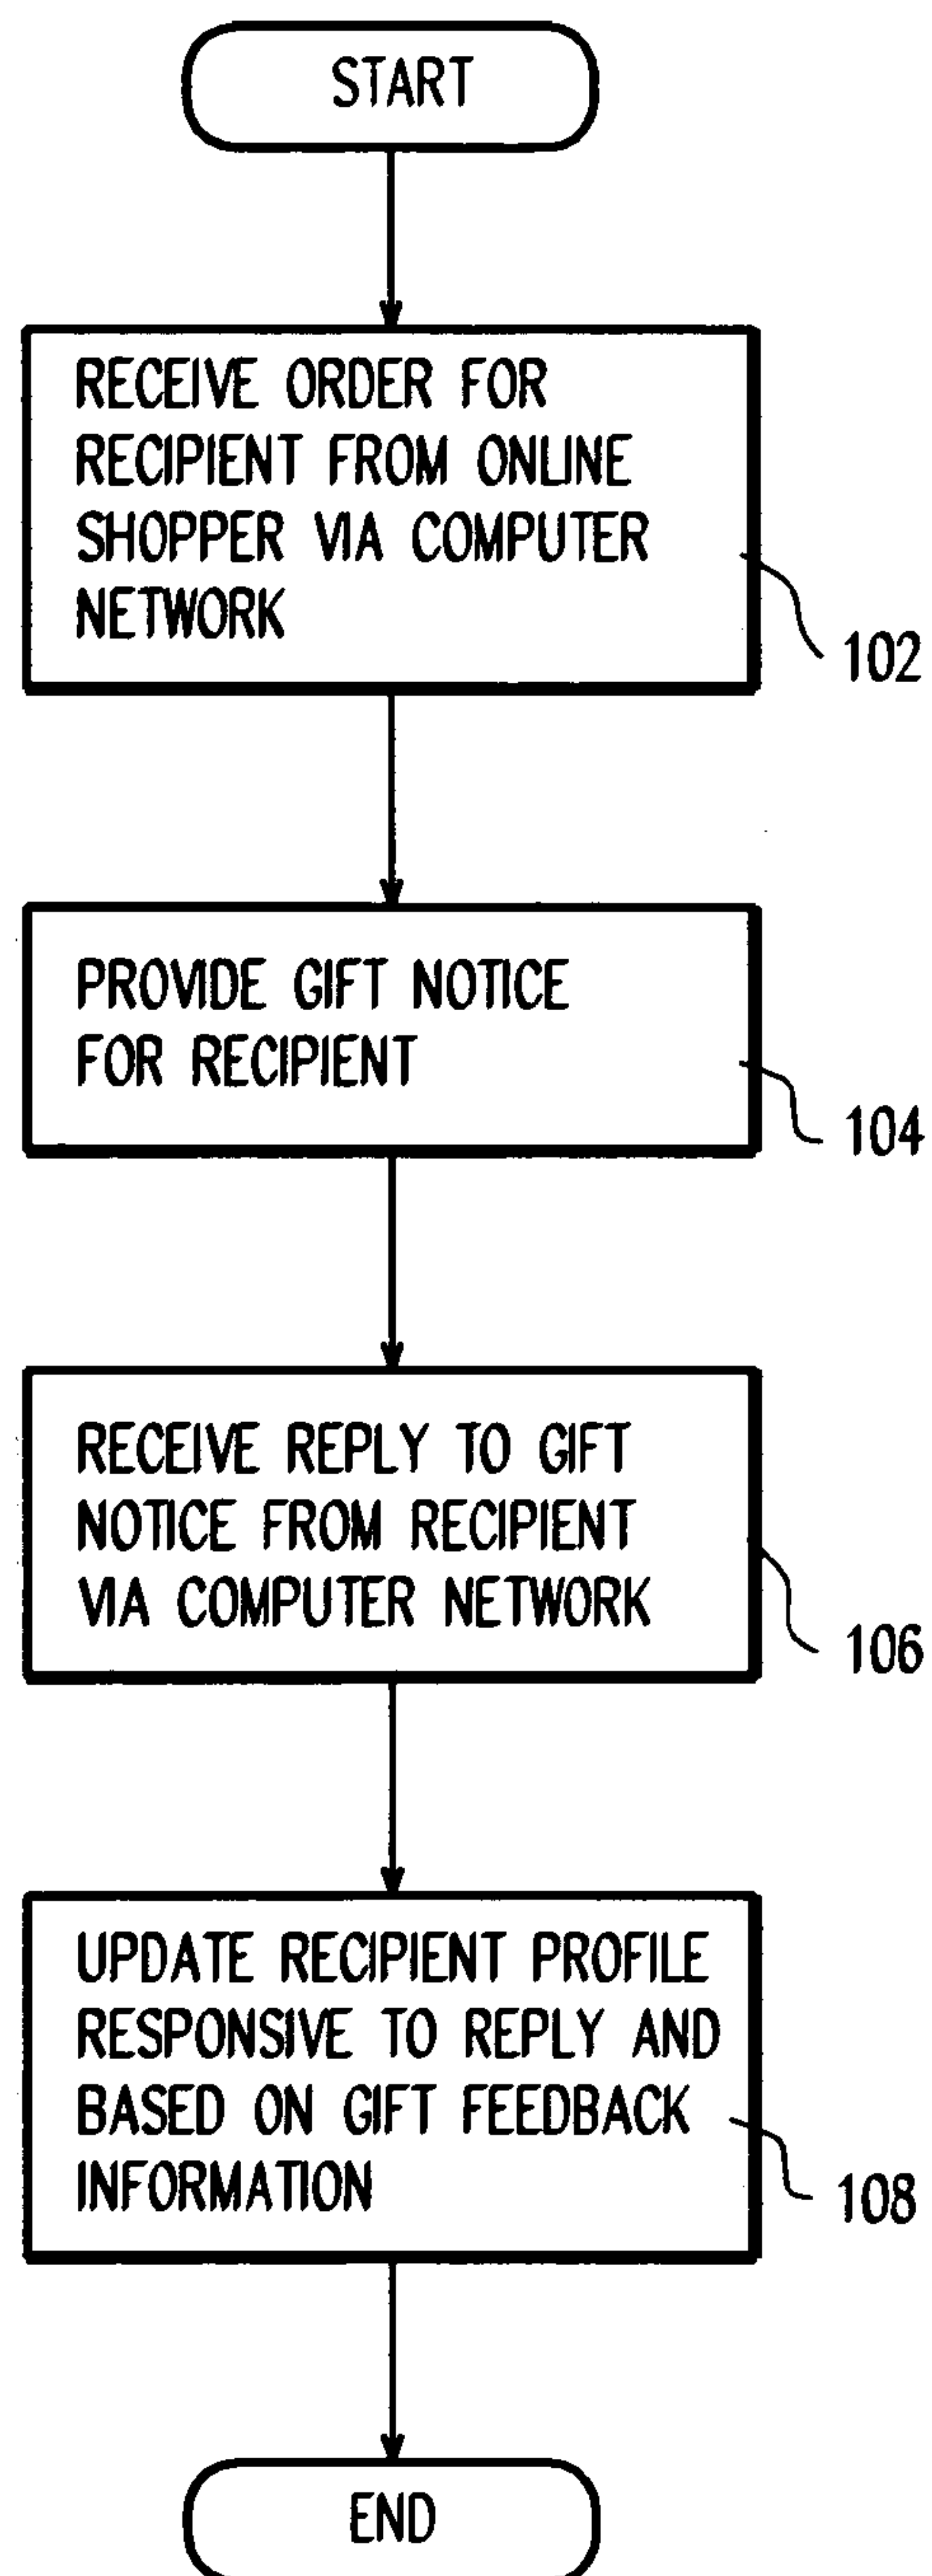 START
RECEIVE ORDER FOR
RECIPIENT FROM ONLINE
SHOPPER VIA COMPUTER
NETWORK
102
PROVIDE GIFT NOTICE
FOR RECIPIENT
104
RECEIVE REPLY TO GIFT
NOTICE FROM RECIPIENT
VIA COMPUTER NETWORK
106
UPDATE RECIPIENT PROFILE
RESPONSIVE TO REPLY AND
BASED ON GIFT FEEDBACK
INFORMATION
108
END